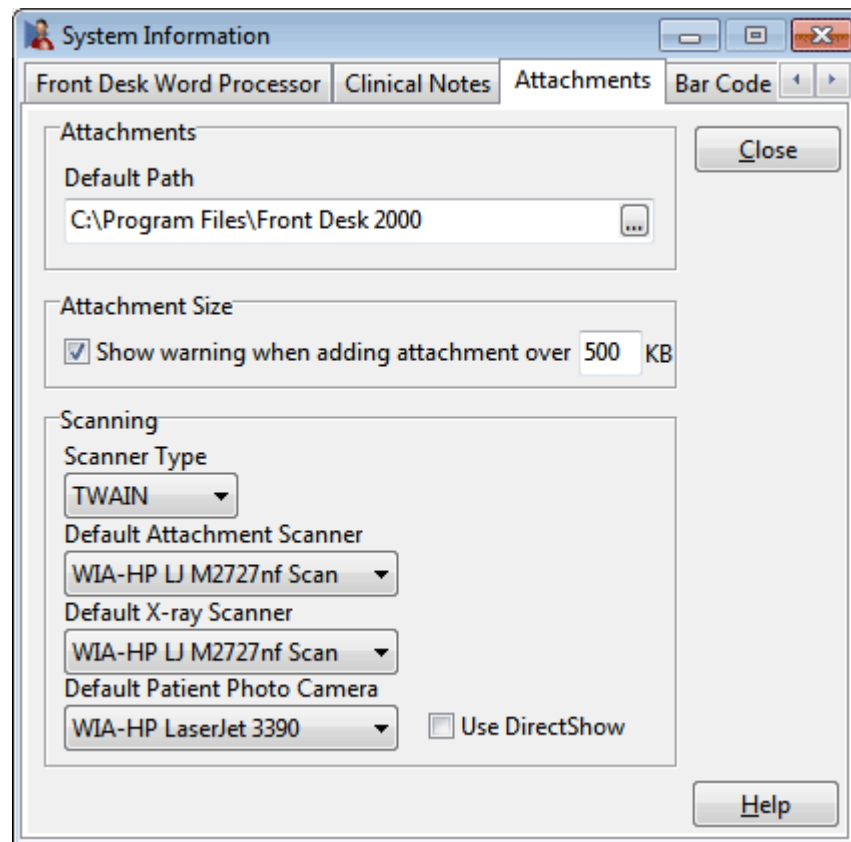 System Information
Front Desk Word Processor Clinical Notes Attachments Bar Code
Attachments
Close
Default Path
C:\Program Files\Front Desk 2000 ...
Attachment Size
Show warning when adding attachment over 500 KB
Scanning
Scanner Type
TWAIN
Default Attachment Scanner
WIA-HP LJ M2727nf Scan
Default X-ray Scanner
WIA-HP LJ M2727nf Scan
Default Patient Photo Camera
WIA-HP LaserJet 3390 Use DirectShow
Help